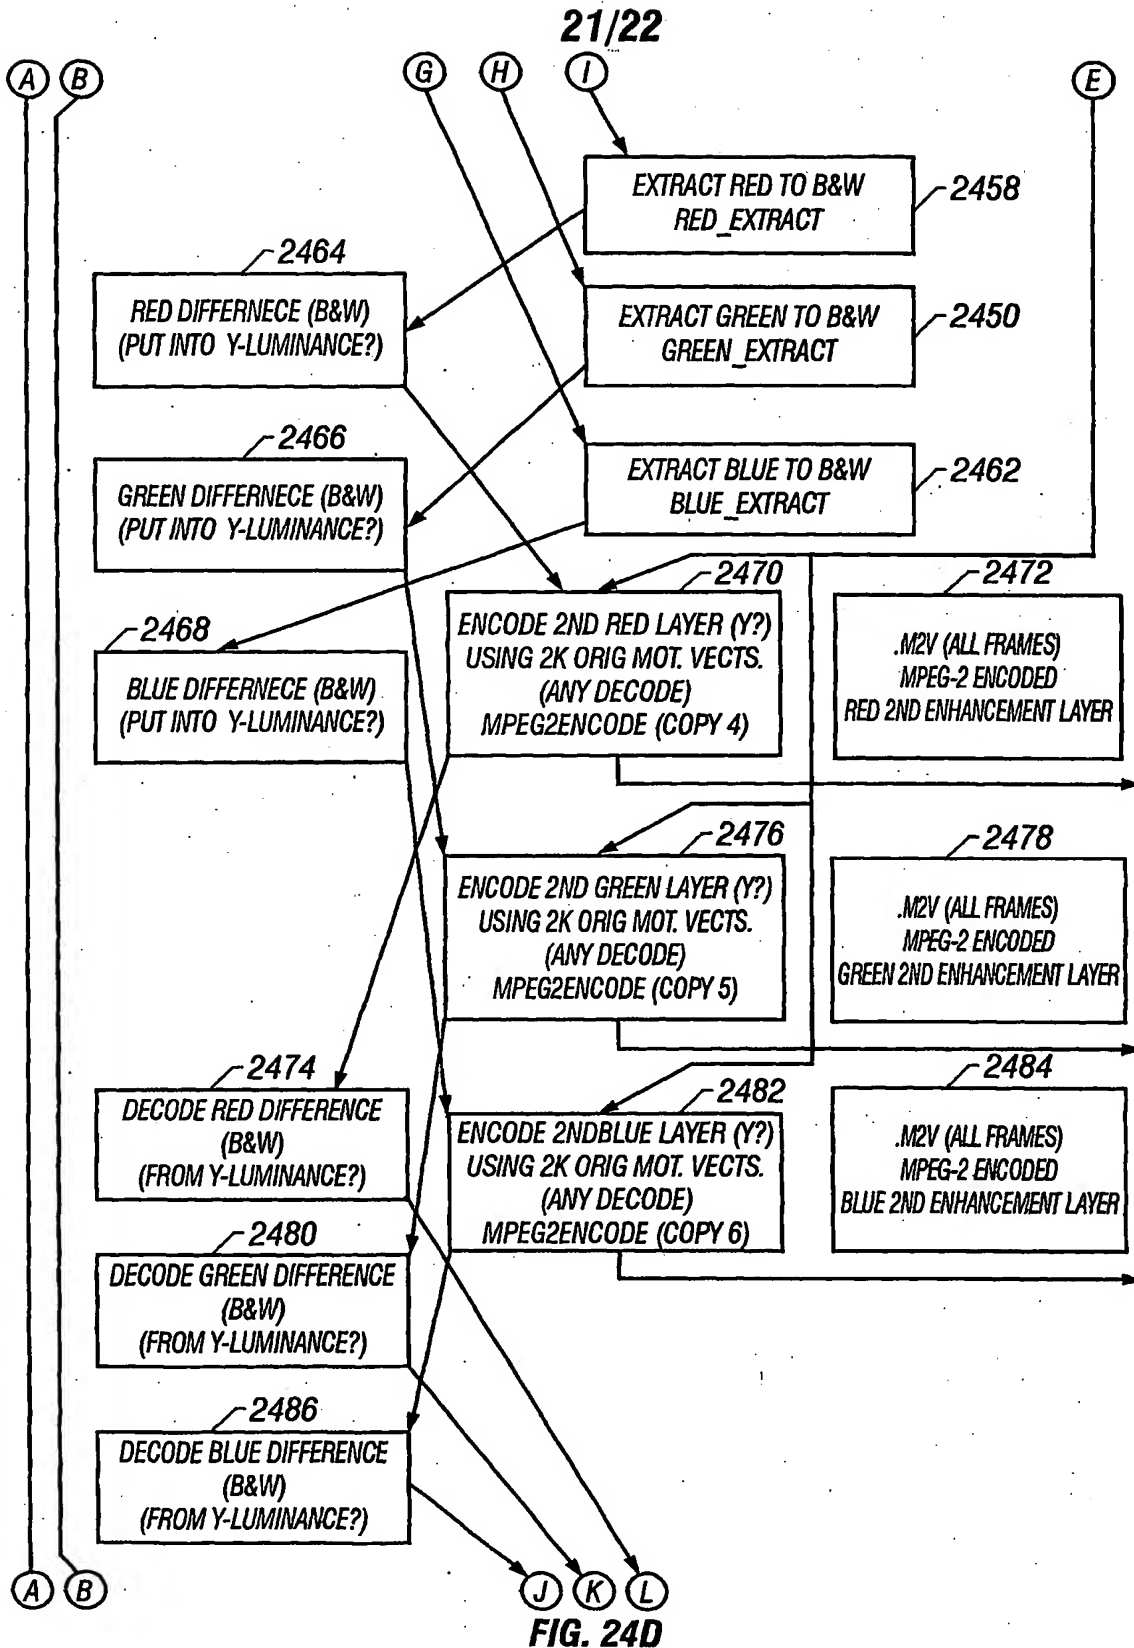 21/22
A B G H I E
EXTRACT RED TO B&W
RED_EXTRACT
2458
2464
RED DIFFERNECE (B&W)
(PUT INTO Y-LUMINANCE?)
EXTRACT GREEN TO B&W
GREEN_EXTRACT
2450
2466
GREEN DIFFERNECE (B&W)
(PUT INTO Y-LUMINANCE?)
EXTRACT BLUE TO B&W
BLUE_EXTRACT
2462
2468
BLUE DIFFERNECE (B&W)
(PUT INTO Y-LUMINANCE?)
2470
ENCODE 2ND RED LAYER (Y?)
USING 2K ORIG MOT. VECTS.
(ANY DECODE)
MPEG2ENCODE (COPY 4)
2472
.M2V (ALL FRAMES)
MPEG-2 ENCODED
RED 2ND ENHANCEMENT LAYER
2476
ENCODE 2ND GREEN LAYER (Y?)
USING 2K ORIG MOT. VECTS.
(ANY DECODE)
MPEG2ENCODE (COPY 5)
2478
.M2V (ALL FRAMES)
MPEG-2 ENCODED
GREEN 2ND ENHANCEMENT LAYER
2474
DECODE RED DIFFERENCE
(B&W)
(FROM Y-LUMINANCE?)
2482
ENCODE 2NDBLUE LAYER (Y?)
USING 2K ORIG MOT. VECTS.
(ANY DECODE)
MPEG2ENCODE (COPY 6)
2484
.M2V (ALL FRAMES)
MPEG-2 ENCODED
BLUE 2ND ENHANCEMENT LAYER
2480
DECODE GREEN DIFFERENCE
(B&W)
(FROM Y-LUMINANCE?)
2486
DECODE BLUE DIFFERENCE
(B&W)
(FROM Y-LUMINANCE?)
A B J K L
FIG. 24D